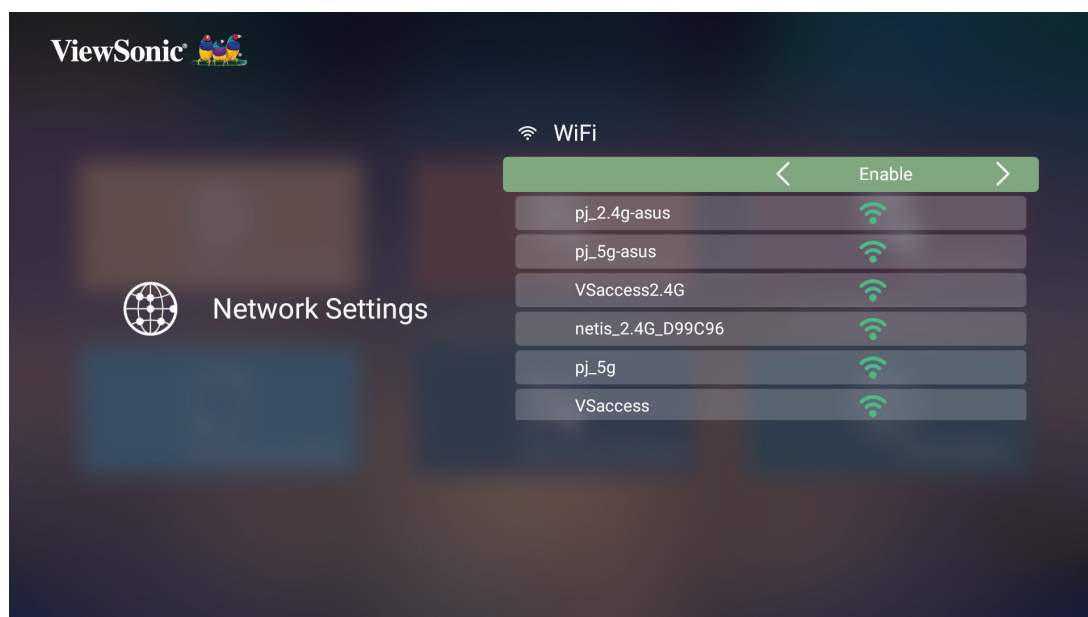 ViewSonic®
WiFi
Enable
pj_2.4g-asus
pj_5g-asus
VSaccess2.4G
Network Settings
netis_2.4G_D99C96
pj_5g
VSaccess